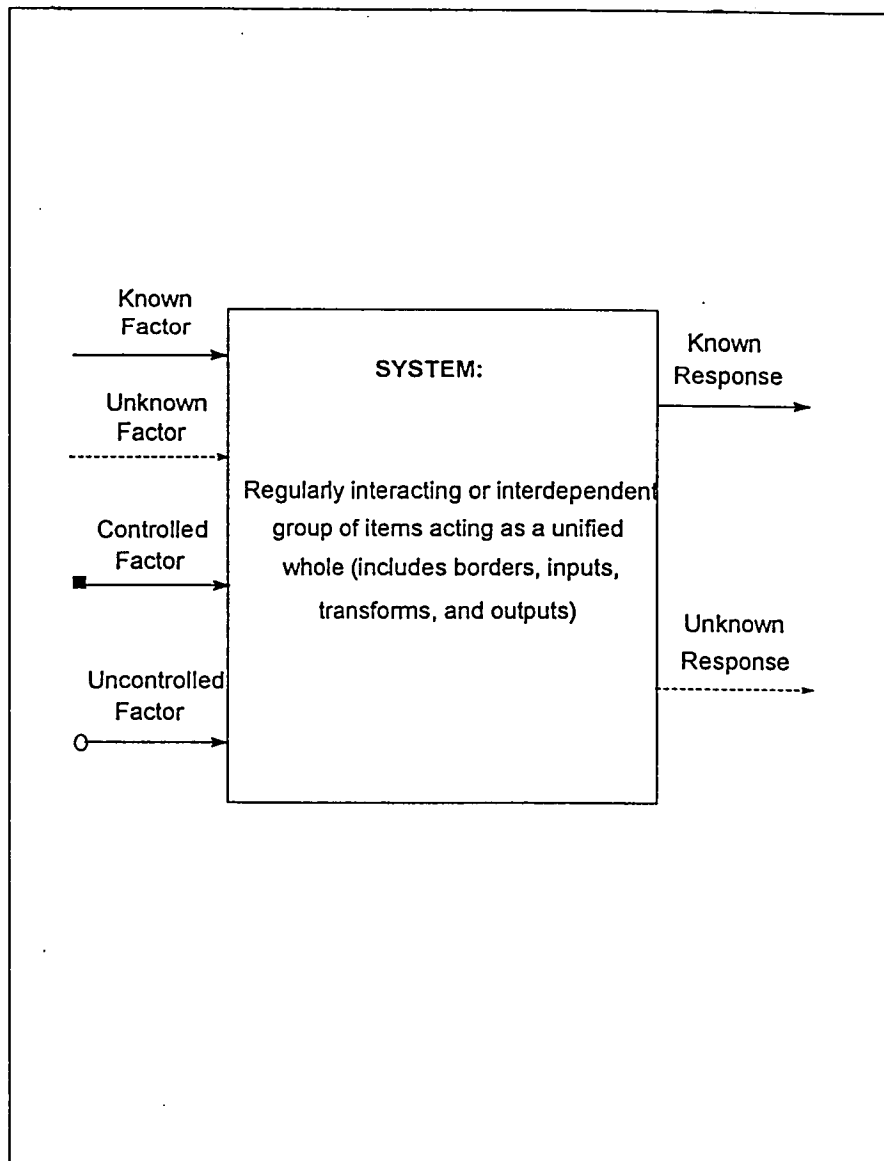 Known
Factor
Unknown
Factor
Controlled
Factor
Uncontrolled
Factor
SYSTEM:
Regularly interacting or interdependent
group of items acting as a unified
whole (includes borders, inputs,
transforms, and outputs)
Known
Response
Unknown
Response